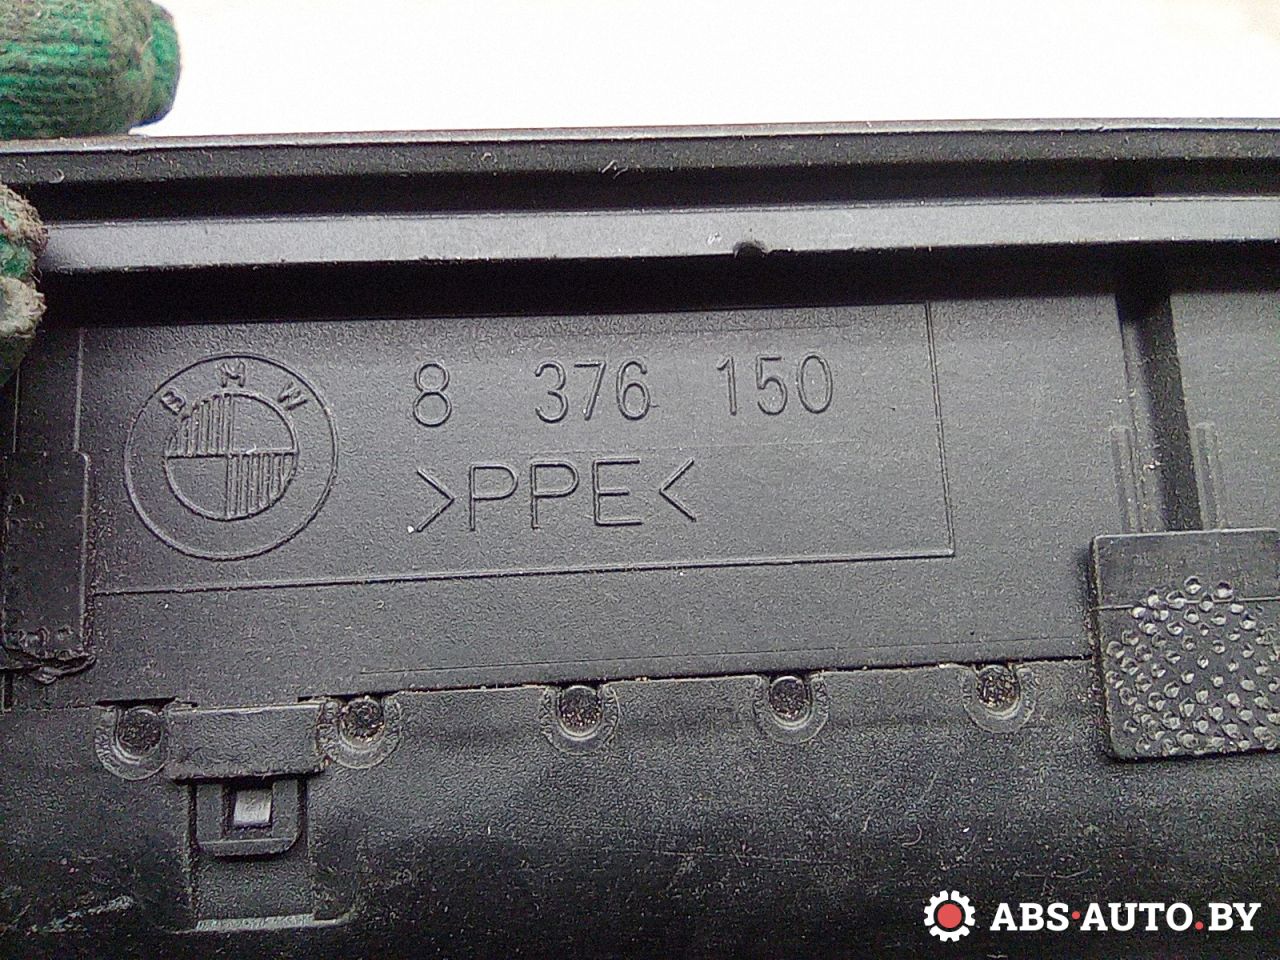 BMW
8 376 150
>PPE<
ABS·AUTO.BY